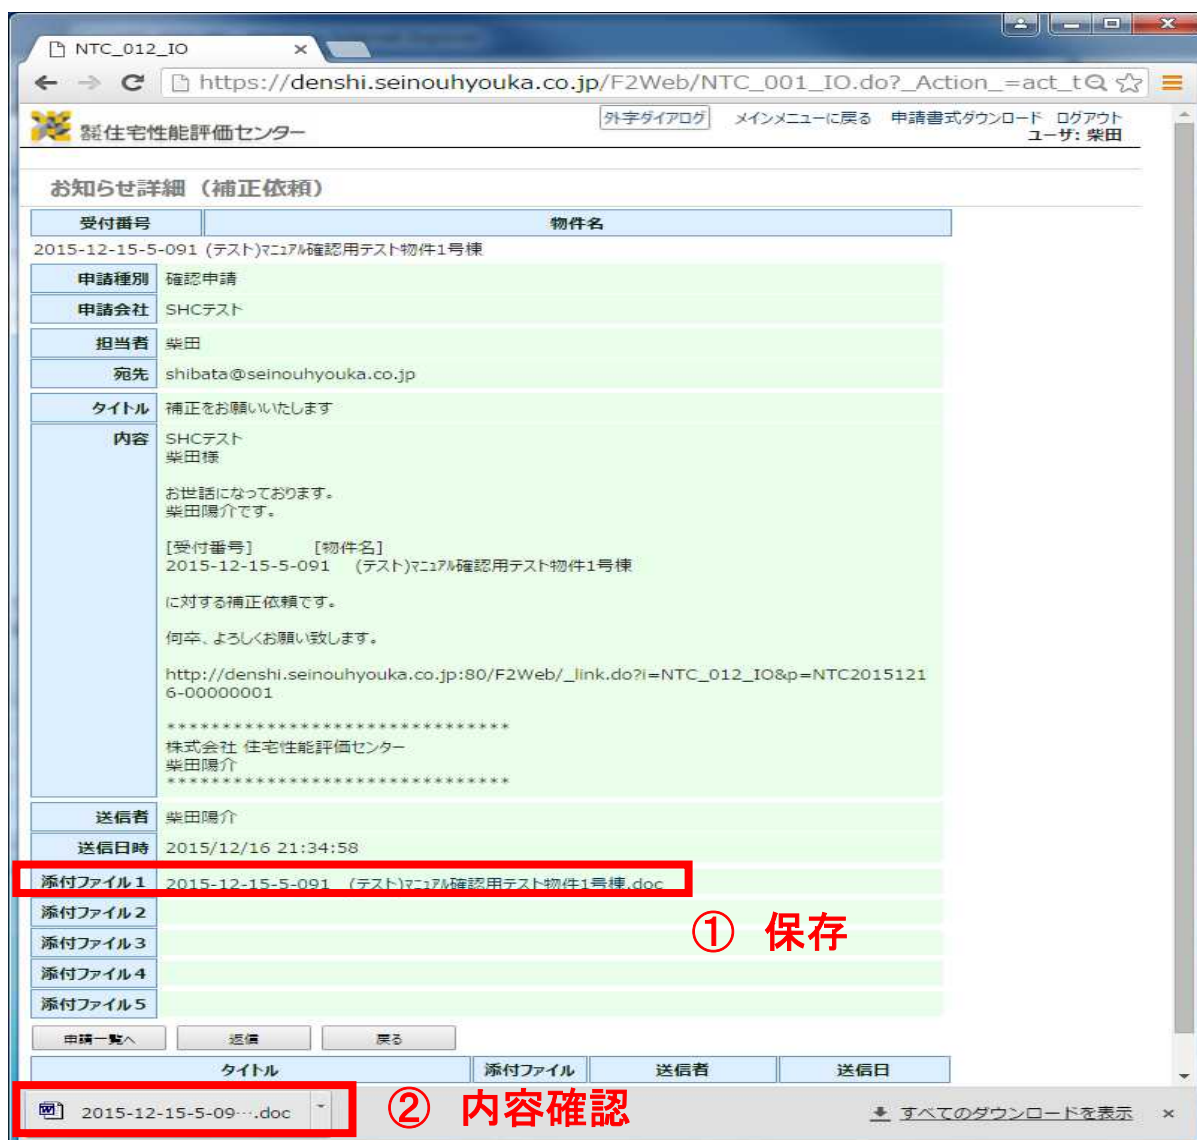 NTC_012_IO
https://denshi.seinouhyouka.co.jp/F2Web/NTC_001_IO.do?_Action_=act_t
株式会社住宅性能評価センター
外字ダイアログ メインメニューに戻る 申請書式ダウンロード ログアウト
ユーザ: 柴田
お知らせ詳細（補正依頼）
受付番号 物件名
2015-12-15-5-091 (テスト)ﾏﾆｭｱﾙ確認用テスト物件1号棟
申請種別 確認申請
申請会社 SHCテスト
担当者 柴田
宛先 shibata@seinouhyouka.co.jp
タイトル 補正をお願いいたします
内容 SHCテスト
柴田様
お世話になっております。
柴田陽介です。
[受付番号] [物件名]
2015-12-15-5-091 (テスト)ﾏﾆｭｱﾙ確認用テスト物件1号棟
に対する補正依頼です。
何卒、よろしくお願い致します。
http://denshi.seinouhyouka.co.jp:80/F2Web/_link.do?i=NTC_012_IO&p=NTC2015121
6-00000001
*******************************
株式会社 住宅性能評価センター
柴田陽介
*******************************
送信者 柴田陽介
送信日時 2015/12/16 21:34:58
添付ファイル1 2015-12-15-5-091 (テスト)ﾏﾆｭｱﾙ確認用テスト物件1号棟.doc
添付ファイル2
① 保存
添付ファイル3
添付ファイル4
添付ファイル5
申請一覧へ 返信 戻る
タイトル 添付ファイル 送信者 送信日
2015-12-15-5-09….doc
② 内容確認
すべてのダウンロードを表示